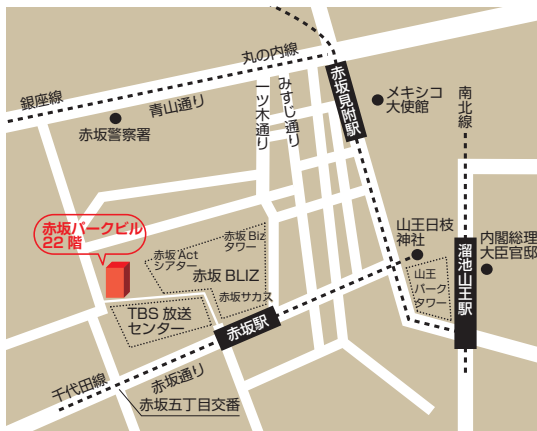 丸の内線
銀座線
青山通り
赤坂警察署
一ツ木通り
みすじ通り
赤坂見附駅
メキシコ
大使館
南北線
赤坂パークビル
22階
赤坂 Biz
タワー
赤坂 Act
シアター
赤坂 BLIZ
赤坂サカス
山王日枝
神社
内閣総理
大臣官邸
山王
パーク
タワー
溜池山王駅
TBS 放送
センター
赤坂駅
千代田線
赤坂通り
赤坂五丁目交番